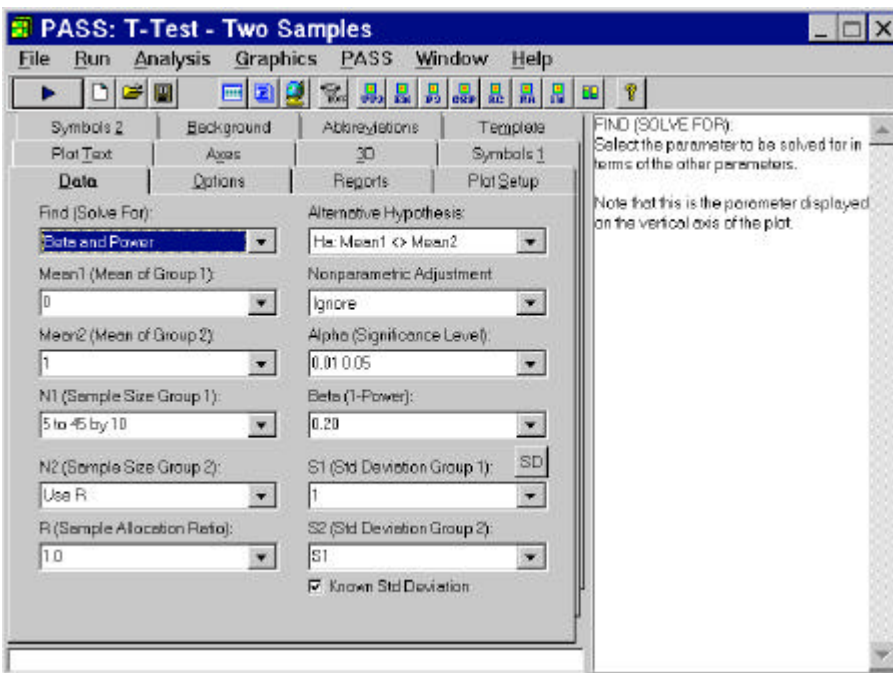 PASS: T-Test - Two Samples
File Run Analysis Graphics PASS Window Help
Symbols 2 Background Abbreviations Template
Plot Text Axes 3D Symbols 1
Data Options Reports Plot Setup
Find (Solve For):
Beta and Power
Mean1 (Mean of Group 1):
0
Mean2 (Mean of Group 2):
1
N1 (Sample Size Group 1):
5 to 45 by 10
N2 (Sample Size Group 2):
Use R
R (Sample Allocation Ratio):
1.0
Alternative Hypothesis:
Ha: Mean1 <> Mean2
Nonparametric Adjustment
Ignore
Alpha (Significance Level):
0.01 0.05
Beta (1-Power):
0.20
S1 (Std Deviation Group 1):
SD
1
S2 (Std Deviation Group 2):
S1
Known Std Deviation
FIND (SOLVE FOR):
Select the parameter to be solved for in
terms of the other parameters.
Note that this is the parameter displayed
on the vertical axis of the plot.